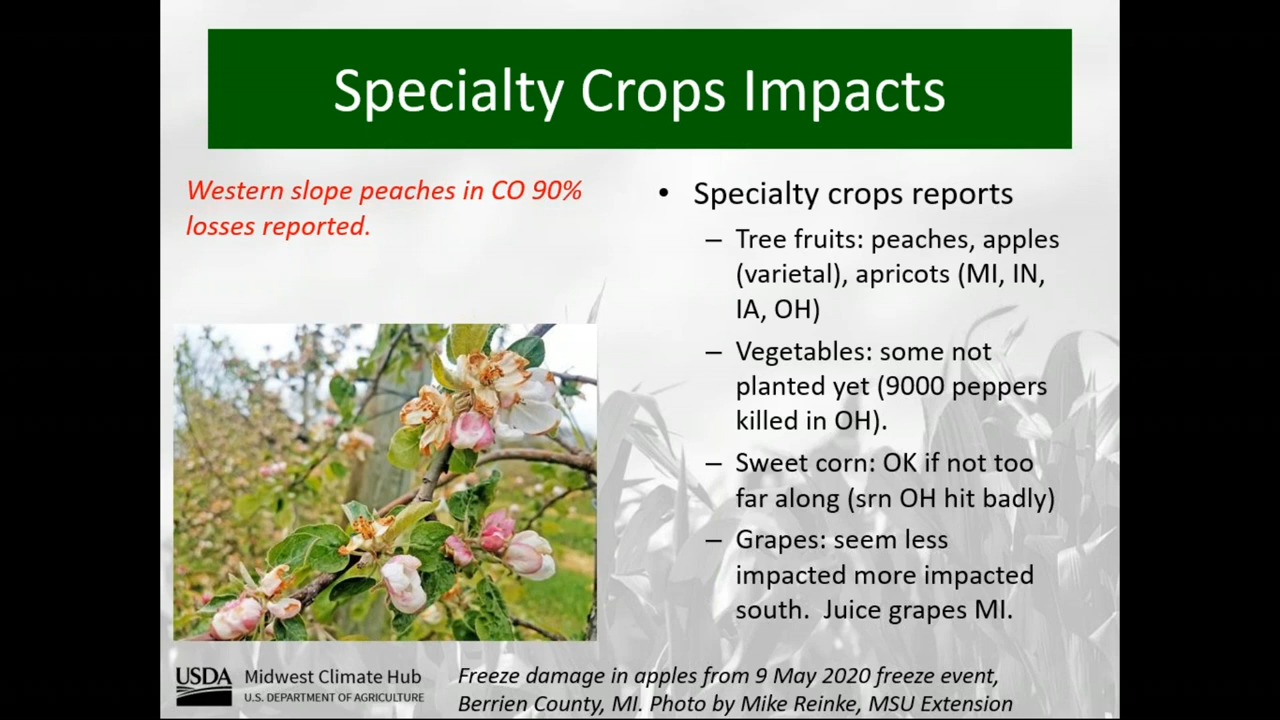 Specialty Crops Impacts
Western slope peaches in CO 90%
losses reported.
• Specialty crops reports
– Tree fruits: peaches, apples
(varietal), apricots (MI, IN,
IA, OH)
– Vegetables: some not
planted yet (9000 peppers
killed in OH).
– Sweet corn: OK if not too
far along (srn OH hit badly)
– Grapes: seem less
impacted more impacted
south. Juice grapes MI.
USDA Midwest Climate Hub
U.S. DEPARTMENT OF AGRICULTURE
Freeze damage in apples from 9 May 2020 freeze event,
Berrien County, MI. Photo by Mike Reinke, MSU Extension